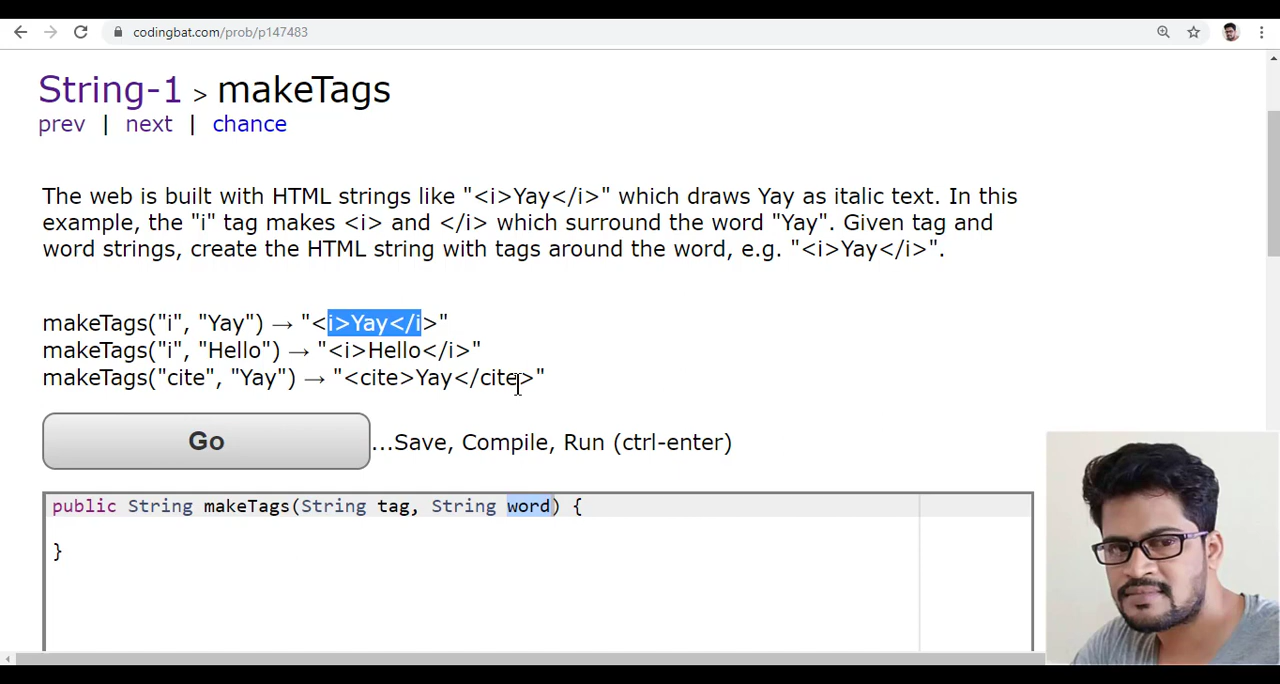 codingbat.com/prob/p147483
String-1 > makeTags
prev | next | chance
The web is built with HTML strings like "<i>Yay</i>" which draws Yay as italic text. In this
example, the "i" tag makes <i> and </i> which surround the word "Yay". Given tag and
word strings, create the HTML string with tags around the word, e.g. "<i>Yay</i>".
makeTags("i", "Yay") → "<i>Yay</i>"
makeTags("i", "Hello") → "<i>Hello</i>"
makeTags("cite", "Yay") → "<cite>Yay</cite>"
Go ...Save, Compile, Run (ctrl-enter)
public String makeTags(String tag, String word) {
}